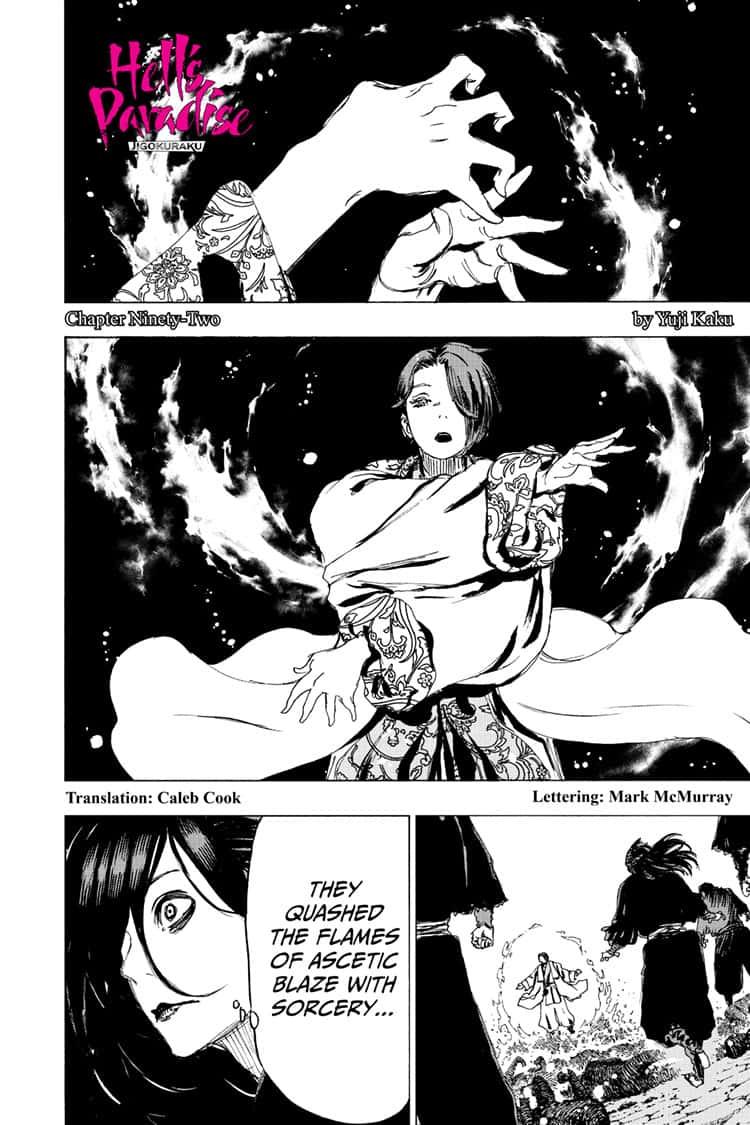 Hell's
Paradise
JIGOKURAKU
Chapter Ninety-Two
by Yuji Kaku
Translation: Caleb Cook
Lettering: Mark McMurray
THEY
QUASHED
THE FLAMES
OF ASCETIC
BLAZE WITH
SORCERY...